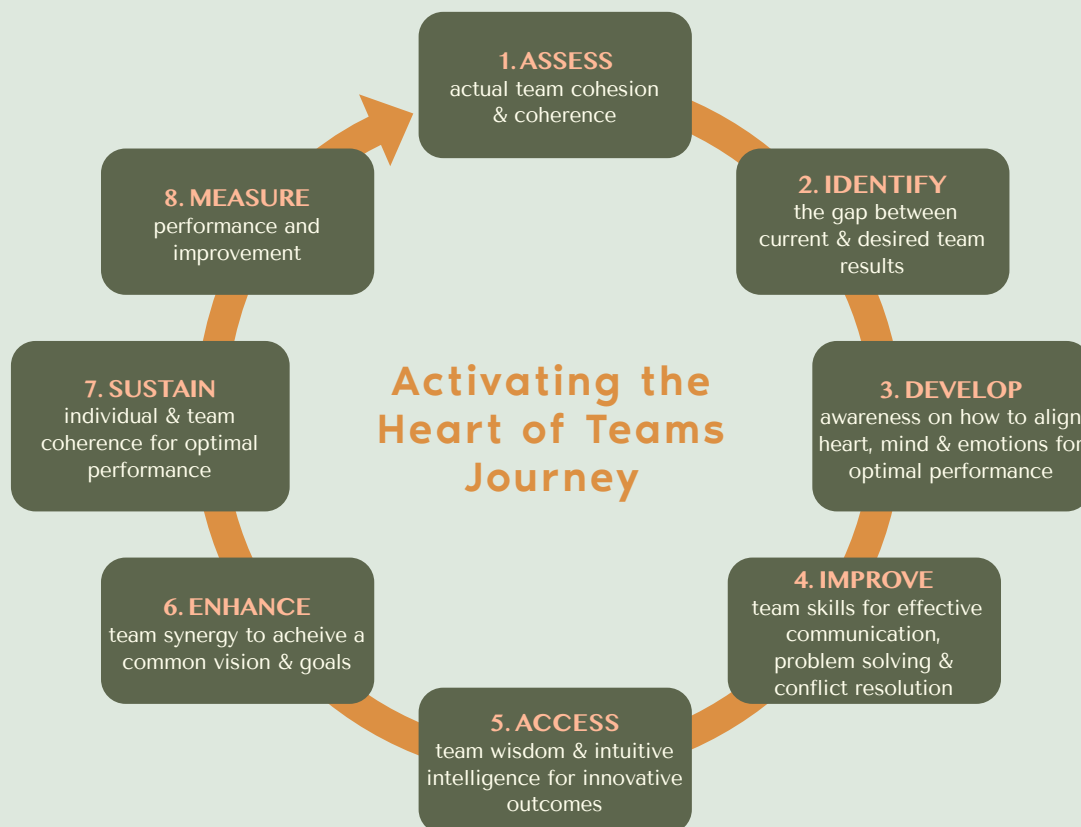 1. ASSESS
actual team cohesion
& coherence
2. IDENTIFY
the gap between
current & desired team
results
3. DEVELOP
awareness on how to align
heart, mind & emotions for
optimal performance
4. IMPROVE
team skills for effective
communication,
problem solving &
conflict resolution
5. ACCESS
team wisdom & intuitive
intelligence for innovative
outcomes
6. ENHANCE
team synergy to acheive a
common vision & goals
7. SUSTAIN
individual & team
coherence for optimal
performance
8. MEASURE
performance and
improvement
Activating the
Heart of Teams
Journey